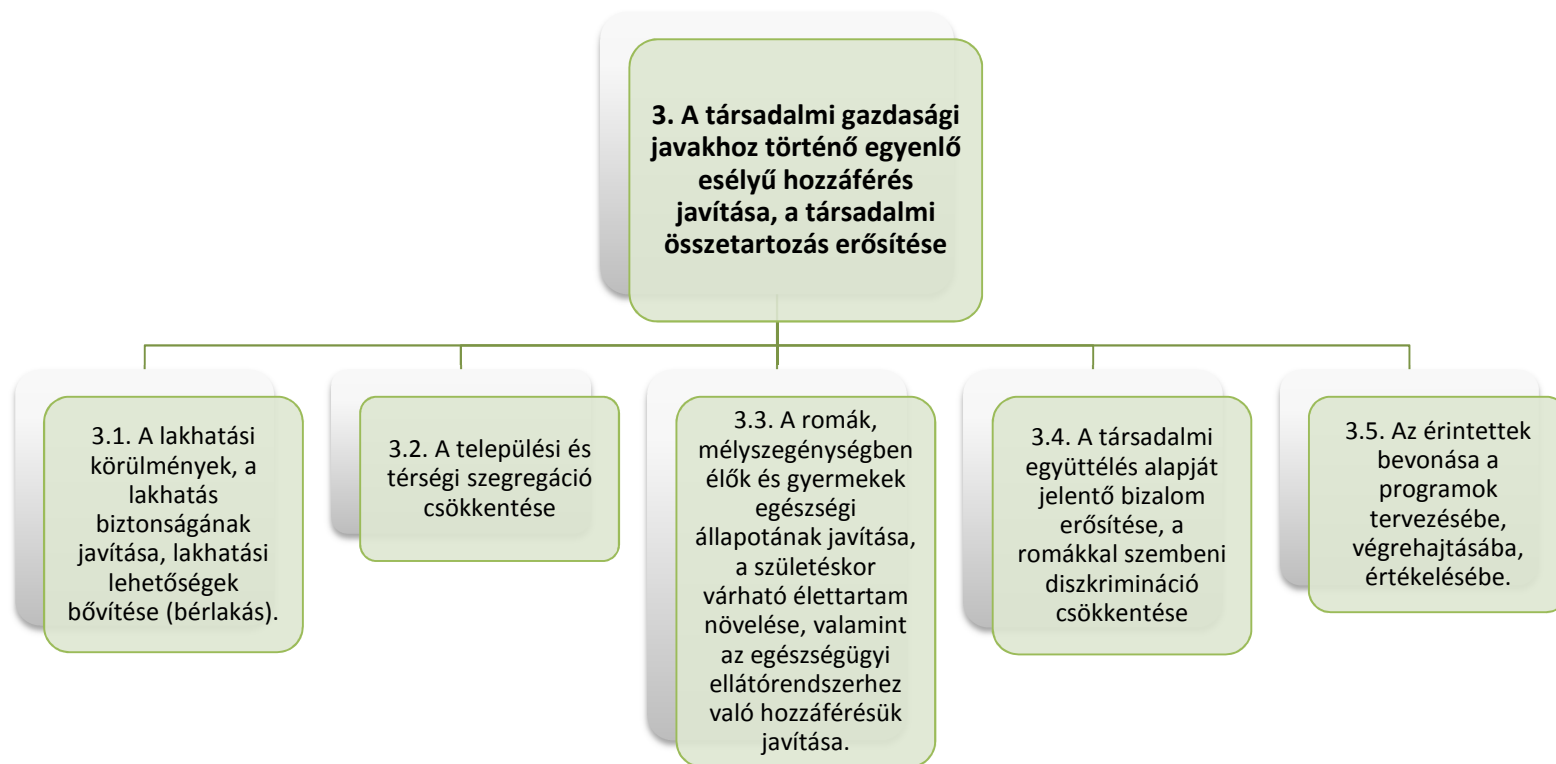 3. A társadalmi gazdasági
javakhoz történő egyenlő
esélyű hozzáférés
javítása, a társadalmi
összetartozás erősítése
3.1. A lakhatási
körülmények, a
lakhatás
biztonságának
javítása, lakhatási
lehetőségek
bővítése (bérlakás).
3.2. A települési és
térségi szegregáció
csökkentése
3.3. A romák,
mélyszegénységben
élők és gyermekek
egészségi
állapotának javítása,
a születéskor
várható élettartam
növelése, valamint
az egészségügyi
ellátórendszerhez
való hozzáférésük
javítása.
3.4. A társadalmi
együttélés alapját
jelentő bizalom
erősítése, a
romákkal szembeni
diszkrimináció
csökkentése
3.5. Az érintettek
bevonása a
programok
tervezésébe,
végrehajtásába,
értékelésébe.